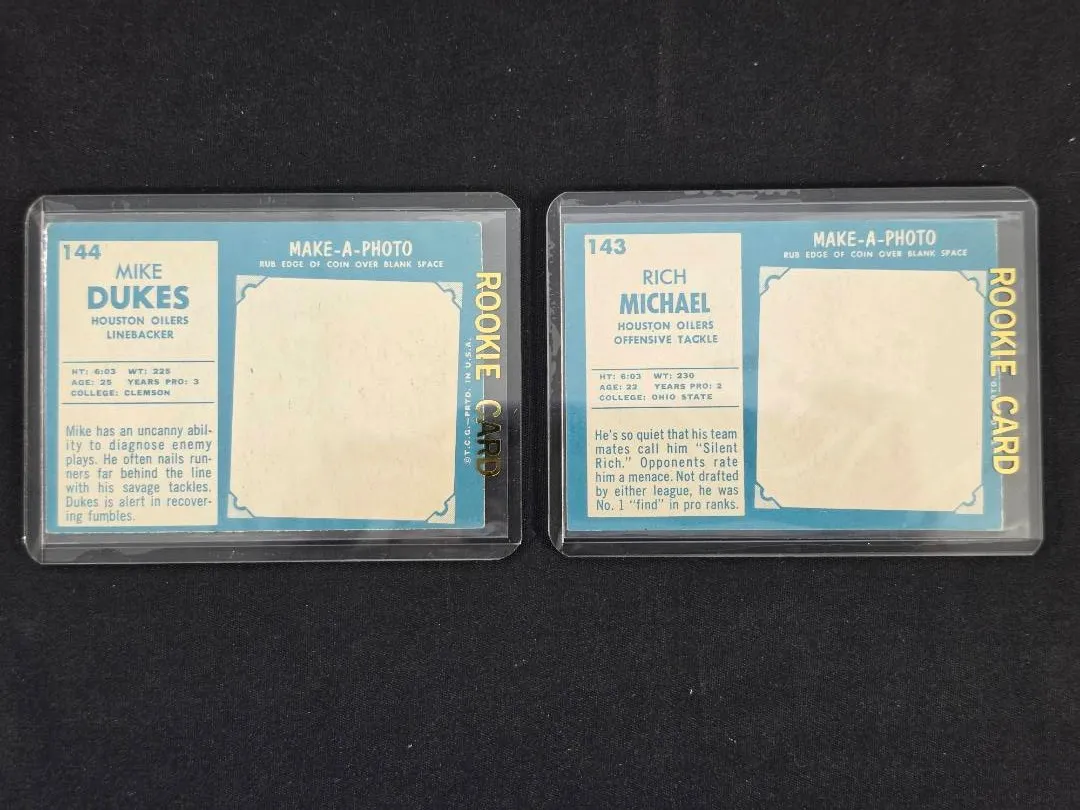 144
MIKE
DUKES
HOUSTON OILERS
LINEBACKER
HT: 6:03 WT: 225
AGE: 25 YEARS PRO: 3
COLLEGE: CLEMSON
Mike has an uncanny abil-
ity to diagnose enemy
plays. He often nails run-
ners far behind the line
with his savage tackles.
Dukes is alert in recover-
ing fumbles.
MAKE-A-PHOTO
RUB EDGE OF COIN OVER BLANK SPACE
©T.C.G.—PRTD. IN U.S.A.
ROOKIE CARD
143
RICH
MICHAEL
HOUSTON OILERS
OFFENSIVE TACKLE
HT: 6:03 WT: 230
AGE: 22 YEARS PRO: 2
COLLEGE: OHIO STATE
He's so quiet that his team
mates call him "Silent
Rich." Opponents rate
him a menace. Not drafted
by either league, he was
No. 1 "find" in pro ranks.
MAKE-A-PHOTO
RUB EDGE OF COIN OVER BLANK SPACE
ROOKIE CARD